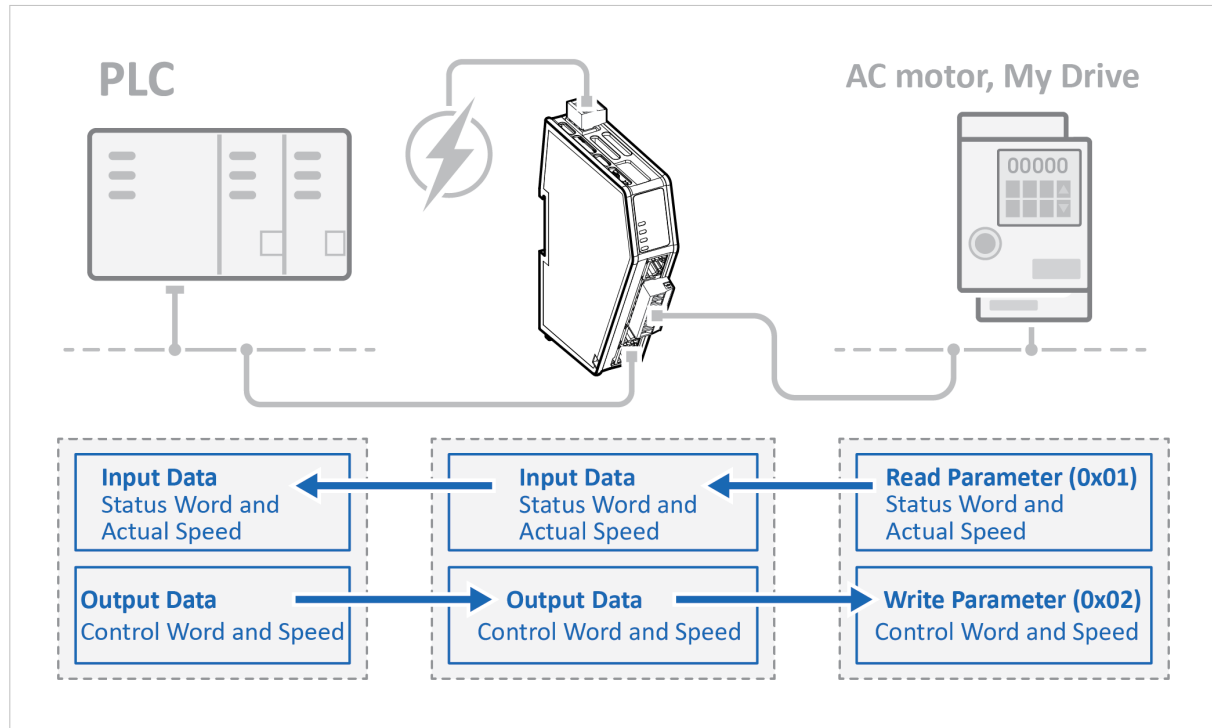 PLC
AC motor, My Drive
00000
Input Data
Status Word and
Actual Speed
Input Data
Status Word and
Actual Speed
Read Parameter (0x01)
Status Word and
Actual Speed
Output Data
Control Word and Speed
Output Data
Control Word and Speed
Write Parameter (0x02)
Control Word and Speed